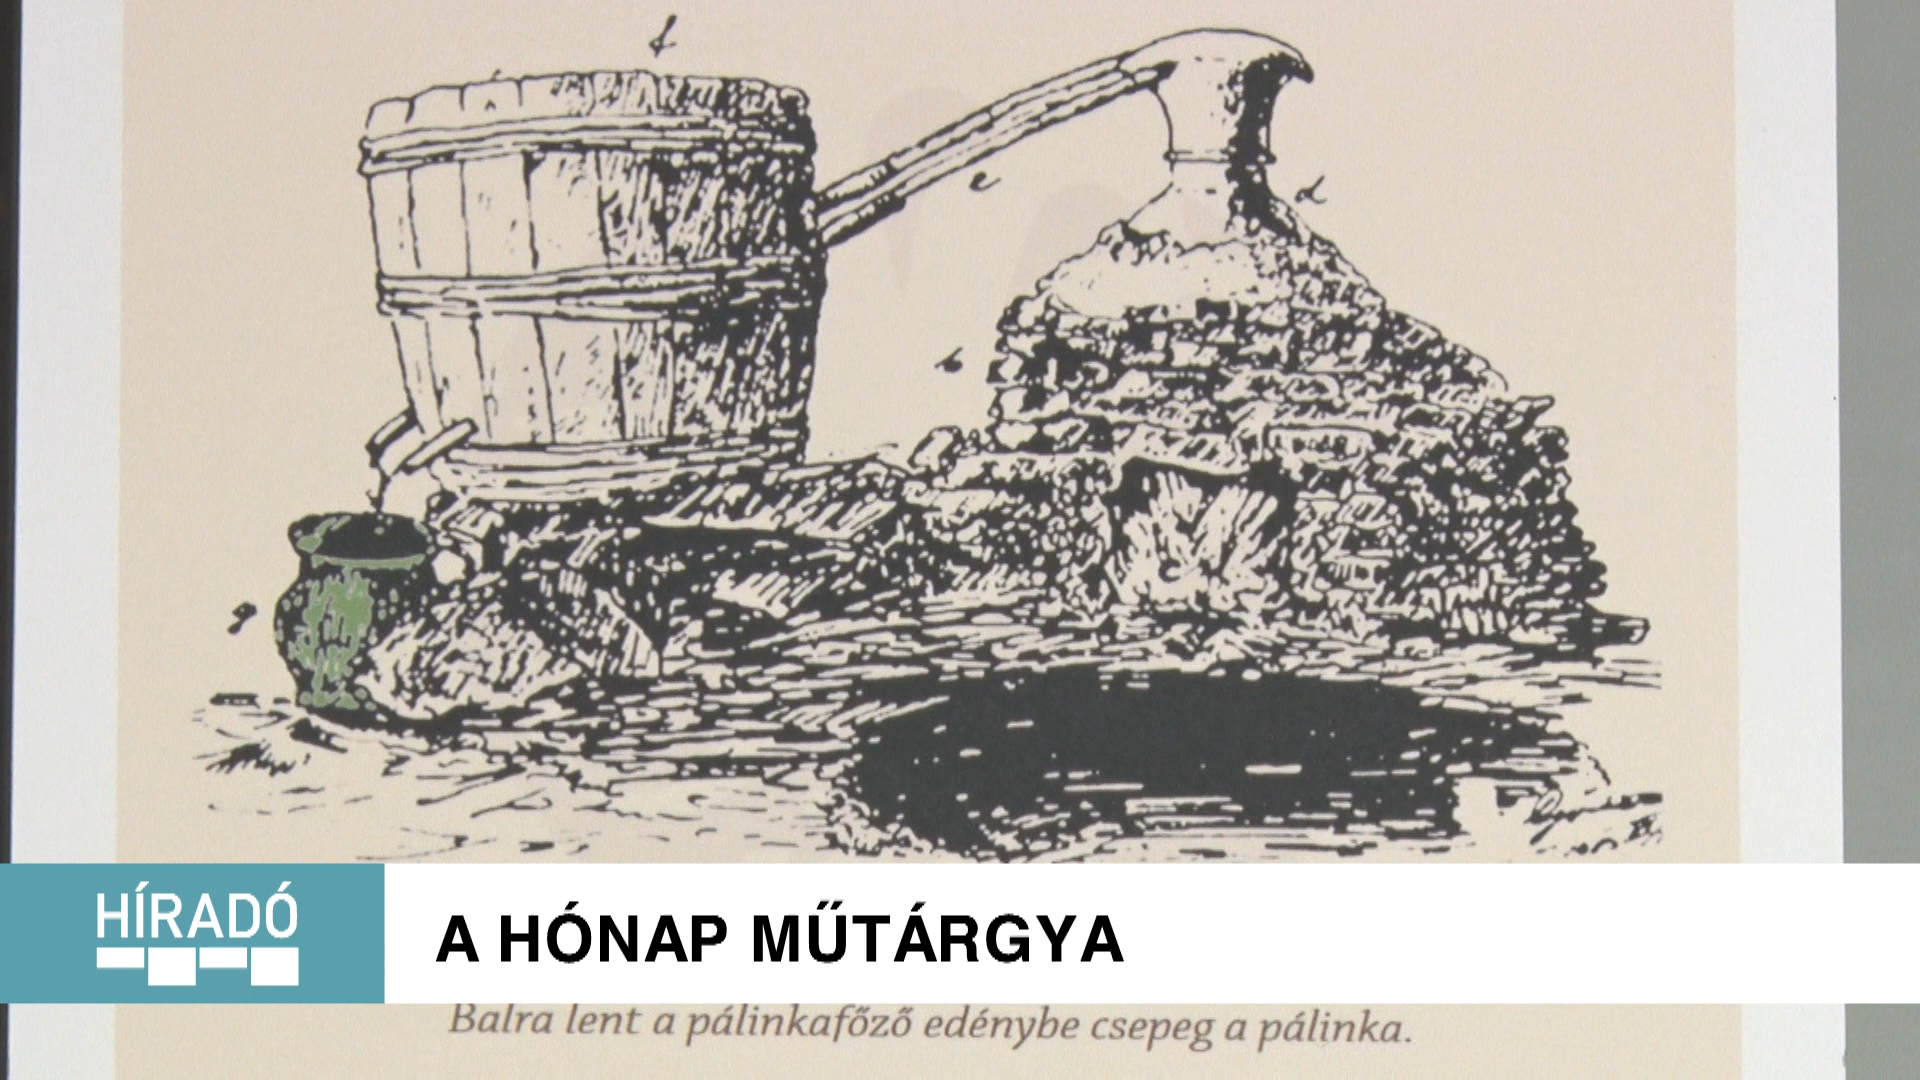 f
e
d
b
g
HÍRADÓ
A HÓNAP MŰTÁRGYA
Balra lent a pálinkafőző edénybe csepeg a pálinka.